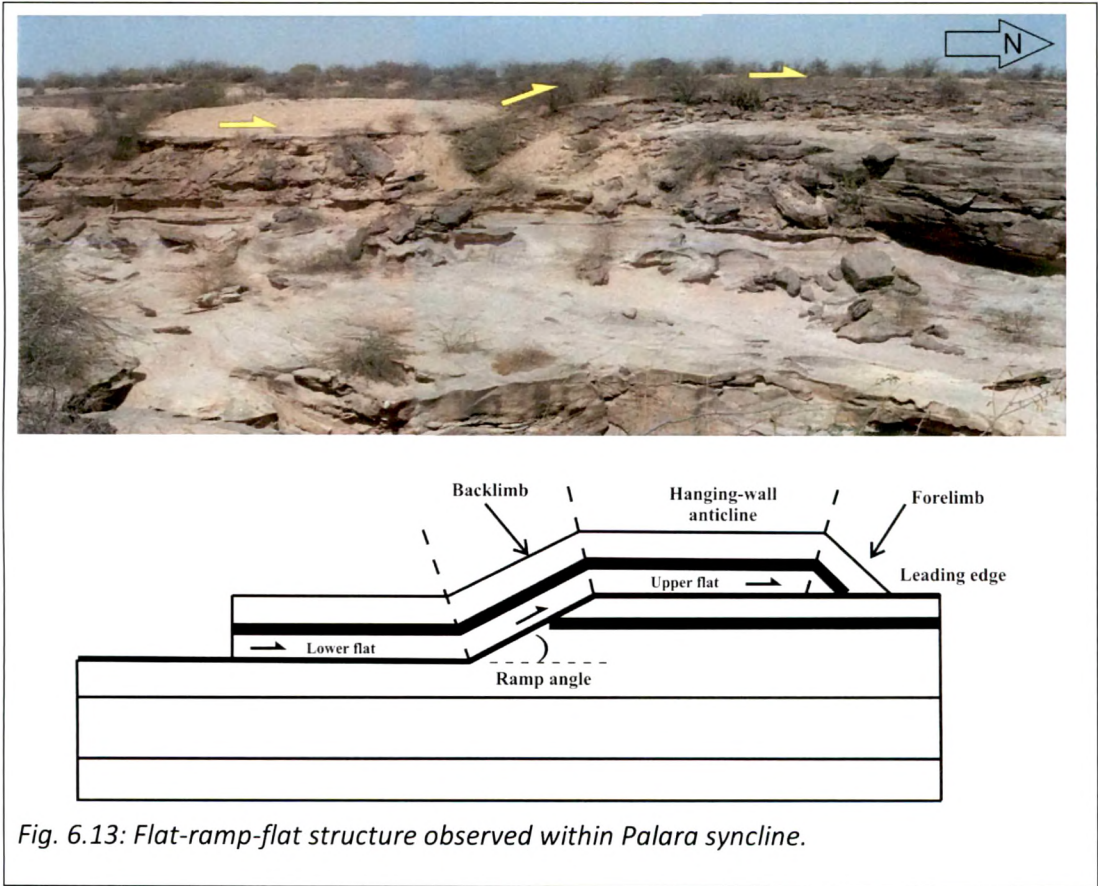 N
Backlimb
Hanging-wall
anticline
Forelimb
Leading edge
Upper flat
Lower flat
Ramp angle
Fig. 6.13: Flat-ramp-flat structure observed within Palara syncline.